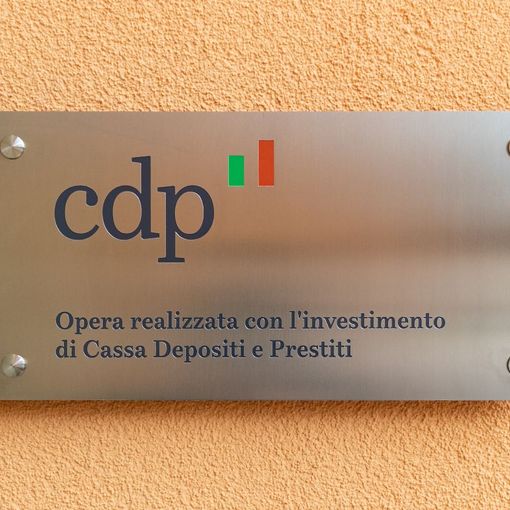 cdp
Opera realizzata con l'investimento
di Cassa Depositi e Prestiti